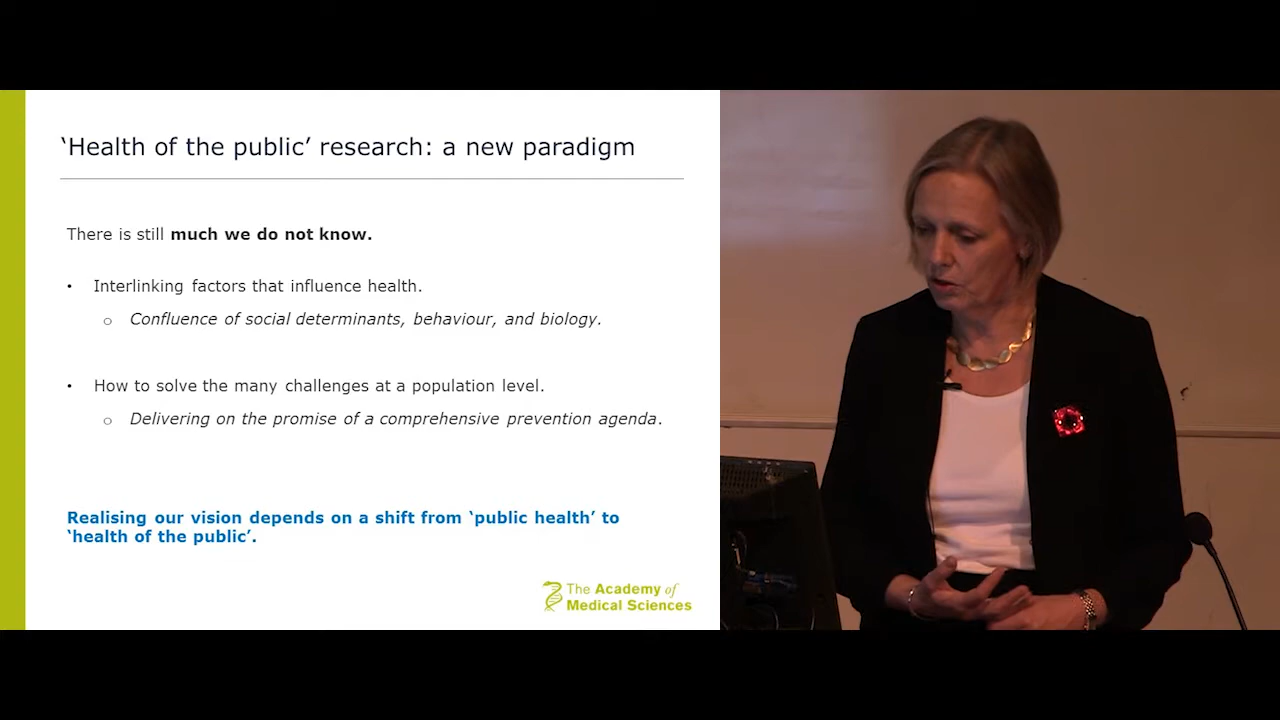 ‘Health of the public’ research: a new paradigm
There is still much we do not know.
• Interlinking factors that influence health.
o Confluence of social determinants, behaviour, and biology.
• How to solve the many challenges at a population level.
o Delivering on the promise of a comprehensive prevention agenda.
Realising our vision depends on a shift from ‘public health’ to
‘health of the public’.
The Academy of
Medical Sciences